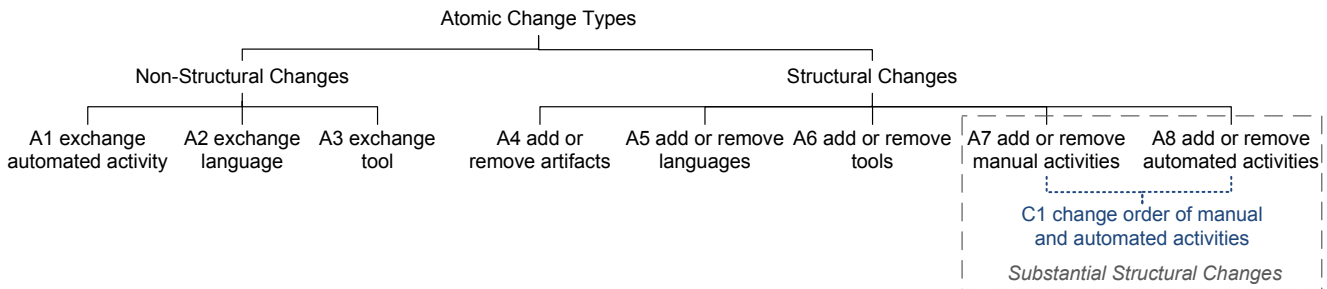 Atomic Change Types
Non-Structural Changes
Structural Changes
A1 exchange
automated activity
A2 exchange
language
A3 exchange
tool
A4 add or
remove artifacts
A5 add or remove
languages
A6 add or remove
tools
A7 add or remove
manual activities
A8 add or remove
automated activities
C1 change order of manual
and automated activities
Substantial Structural Changes